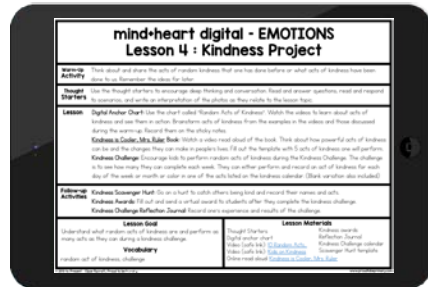 mind+heart digital - EMOTIONS
Lesson 4 : Kindness Project
Warm-Up
Activity
Think about and share the acts of random kindness that one has done before or what acts of kindness have been
done to us. Remember the ideas for later.
Thought
Starters
Use the thought starters to encourage deep thinking and conversation. Read and answer questions, read and respond
to scenarios, and write an interpretation of the photos as they relate to the lesson topic.
Lesson
Digital Anchor Chart: Use the chart called "Random Acts of Kindness". Watch the videos to learn about acts of
kindness and see them in action. Brainstorm acts of kindness from the examples in the videos and those discussed
during the warm-up. Record them on the sticky notes.
Kindness is Cooler, Mrs. Ruler Book: Watch a video read aloud of the book. Think about how powerful acts of kindness
can be and the changes they can make in people's lives. Fill out the template with 5 acts of kindness one will perform.
Kindness Challenge: Encourage kids to perform random acts of kindness during the Kindness Challenge. The challenge
is to see how many they can complete each week. They can either perform and record an act of kindness for each
day of the week or month or color in one of the acts listed on the kindness calendar. (Blank variation also included)
Follow-up
Activities
Kindness Scavenger Hunt: Go on a hunt to catch others being kind and record their names and acts.
Kindness Awards: Fill out and send a virtual award to students after they complete the kindness challenge.
Kindness Challenge Reflection Journal: Record one's experience and results of the challenge.
Lesson Goal
Understand what random acts of kindness are and perform as
many acts as they can during a kindness challenge.
Vocabulary
random act of kindness, challenge
Lesson Materials
Thought Starters
Digital anchor chart
Video (safe link)
Video (safe link) Kids on Kindness
Online read aloud Kindness is Cooler, Mrs. Ruler
Kindness awards
Reflection Journal
Kindness Challenge calendar
Scavenger Hunt template